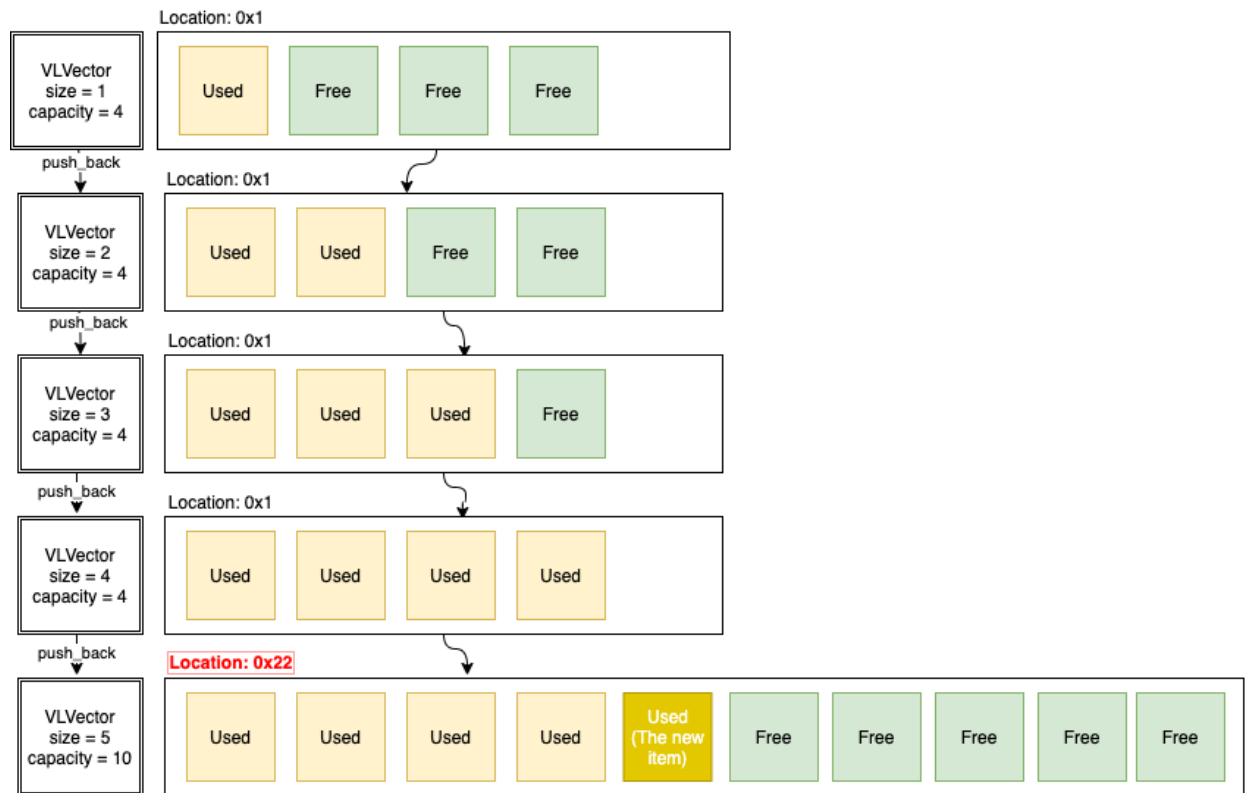 Location: 0x1
VLVector
size = 1
capacity = 4
Used
Free
Free
Free
push_back
Location: 0x1
VLVector
size = 2
capacity = 4
Used
Used
Free
Free
push_back
Location: 0x1
VLVector
size = 3
capacity = 4
Used
Used
Used
Free
push_back
Location: 0x1
VLVector
size = 4
capacity = 4
Used
Used
Used
Used
push_back
Location: 0x22
VLVector
size = 5
capacity = 10
Used
Used
Used
Used
Used
(The new
item)
Free
Free
Free
Free
Free